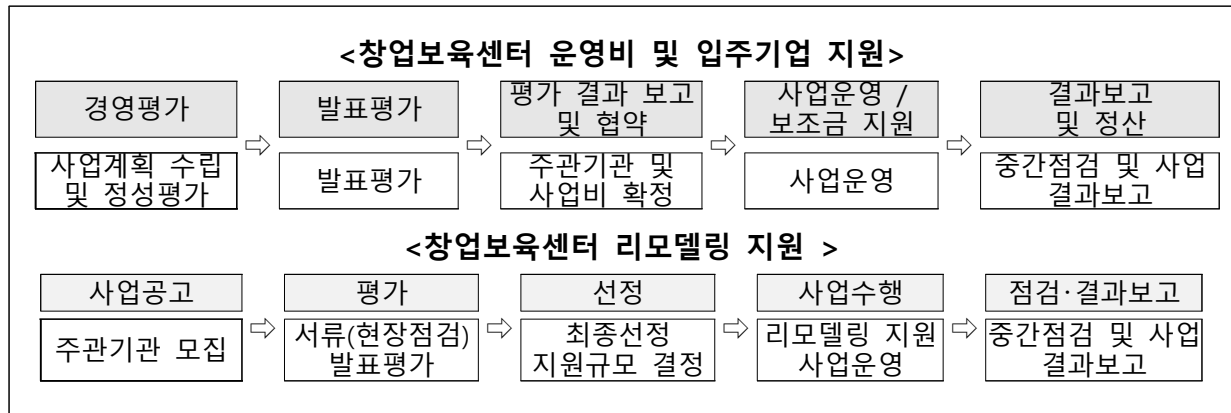 <창업보육센터 운영비 및 입주기업 지원>
경영평가
사업계획 수립
및 정성평가
⇨
발표평가
발표평가
⇨
평가 결과 보고
및 협약
주관기관 및
사업비 확정
⇨
사업운영 /
보조금 지원
사업운영
⇨
결과보고
및 정산
중간점검 및 사업
결과보고
<창업보육센터 리모델링 지원 >
사업공고
주관기관 모집
⇨
평가
서류(현장점검)
발표평가
⇨
선정
최종선정
지원규모 결정
⇨
사업수행
리모델링 지원
사업운영
⇨
점검·결과보고
중간점검 및 사업
결과보고